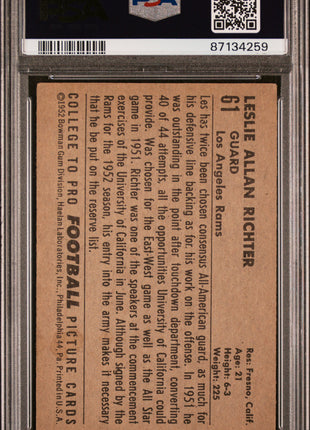 PSA
87134259
LESLIE ALLAN RICHTER
61 GUARD
Los Angeles Rams
Res: Fresno, Calif.
Age: 21
Height: 6-3
Weight: 225
Les has twice been chosen consensus All-American guard, as much for
his defensive line backing as for his work on the offense. In 1951 he
was outstanding in the point after touchdown department, converting
40 of 44 attempts, all the opportunities University of California could
provide. Was chosen for the East-West game as well as the All Star
game in 1951. Richter was one of the speakers at the commencement
exercises of the University of California in June. Although signed by the
Rams for the 1952 season, his entry into the army makes it necessary
that he be put on the reserve list.
COLLEGE TO PRO FOOTBALL PICTURE CARDS
©1952 Bowman Gum Division, Haelan Laboratories, Inc., Philadelphia 44, Pa. Printed in U.S.A.